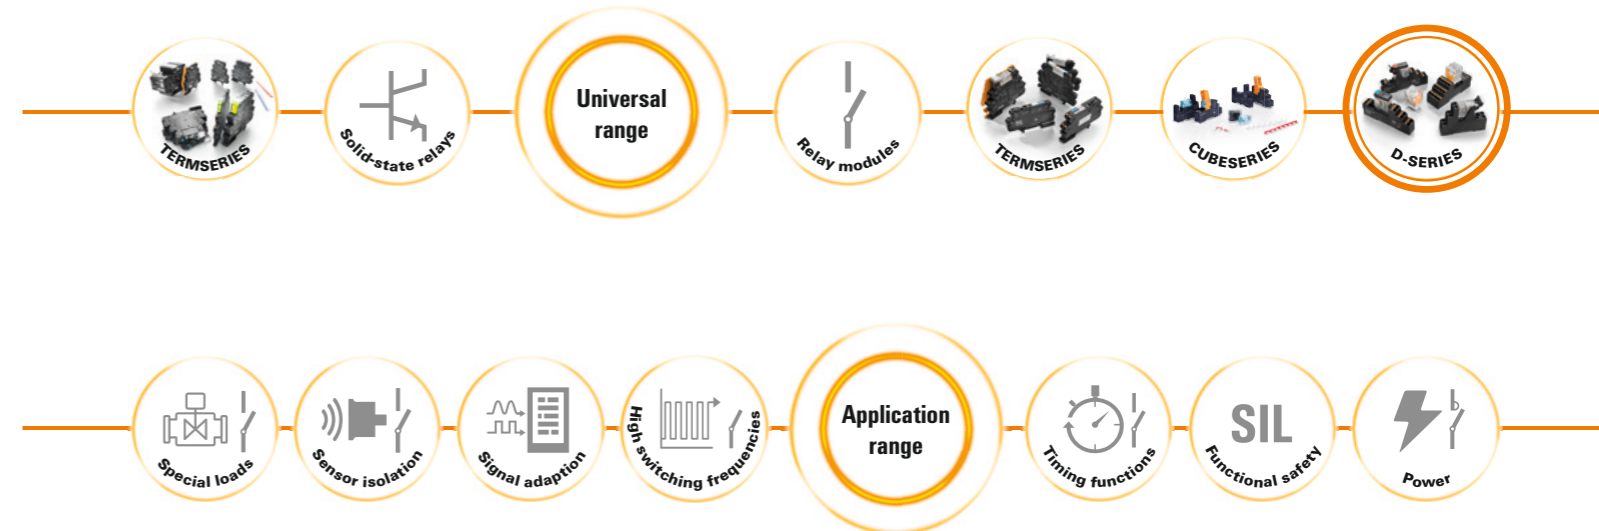 TERMSERIES
Solid-state relays
Universal
range
Relay modules
TERMSERIES
CUBESERIES
D-SERIES
Special loads
Sensor isolation
Signal adaption
High switching frequencies
Application
range
Timing functions
SIL
Functional safety
Power